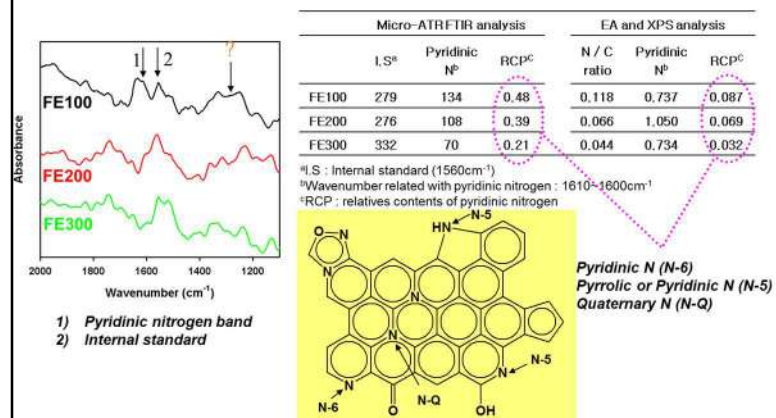 Micro-ATR FTIR analysis EA and XPS analysis
I.Sᵃ Pyridinic Nᵇ RCPᶜ N / C ratio Pyridinic Nᵇ RCPᶜ
FE100 279 134 0.48 0.118 0.737 0.087
FE200 276 108 0.39 0.066 1.050 0.069
FE300 332 70 0.21 0.044 0.734 0.032
ᵃI.S : Internal standard (1560cm⁻¹)
ᵇWavenumber related with pyridinic nitrogen : 1610~1600cm⁻¹
ᶜRCP : relatives contents of pyridinic nitrogen
1 2 ?
FE100
FE200
FE300
Absorbance
2000 1800 1600 1400 1200
Wavenumber (cm⁻¹)
1) Pyridinic nitrogen band
2) Internal standard
O N
HN N-5
N
N
N N N-5
N-6 O N-Q OH
Pyridinic N (N-6)
Pyrrolic or Pyridinic N (N-5)
Quaternary N (N-Q)